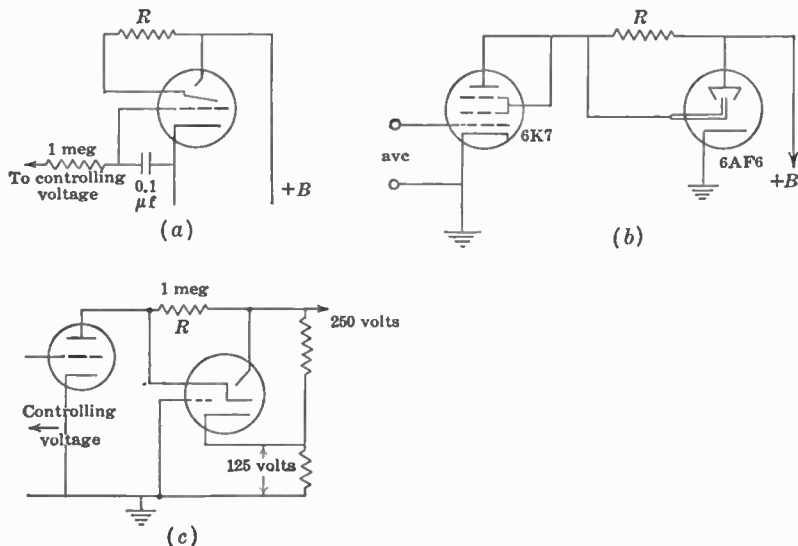 R
1 meg
To controlling
voltage
0.1
μf
+B
(a)
R
6K7
avc
6AF6
+B
(b)
1 meg
R
250 volts
Controlling
voltage
125 volts
(c)